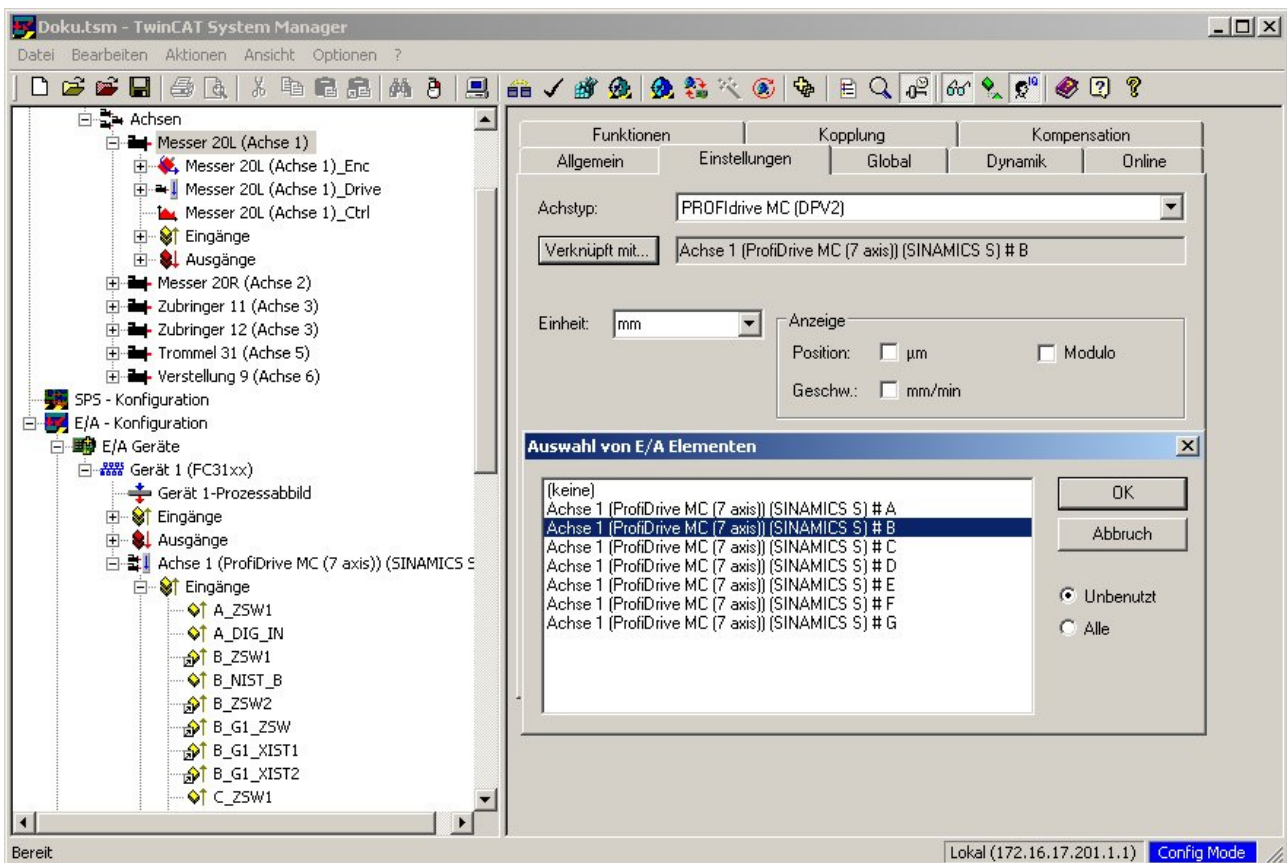 Doku.tsm - TwinCAT System Manager
Datei Bearbeiten Aktionen Ansicht Optionen ?
Achsen
Messer 20L (Achse 1)
Messer 20L (Achse 1)_Enc
Messer 20L (Achse 1)_Drive
Messer 20L (Achse 1)_Ctrl
Eingänge
Ausgänge
Messer 20R (Achse 2)
Zubringer 11 (Achse 3)
Zubringer 12 (Achse 3)
Trommel 31 (Achse 5)
Verstellung 9 (Achse 6)
SPS - Konfiguration
E/A - Konfiguration
E/A Geräte
Gerät 1 (FC31xx)
Gerät 1-Prozessabbild
Eingänge
Ausgänge
Achse 1 (ProfiDrive MC (7 axis)) (SINAMICS S
Eingänge
A_ZSW1
A_DIG_IN
B_ZSW1
B_NIST_B
B_ZSW2
B_G1_ZSW
B_G1_XIST1
B_G1_XIST2
C_ZSW1
Funktionen Kopplung Kompensation
Allgemein Einstellungen Global Dynamik Online
Achstyp: PROFIdrive MC (DPV2)
Verknüpft mit... Achse 1 (ProfiDrive MC (7 axis)) (SINAMICS S) # B
Einheit: mm
Anzeige
Position: µm Modulo
Geschw.: mm/min
Auswahl von E/A Elementen
(keine)
Achse 1 (ProfiDrive MC (7 axis)) (SINAMICS S) # A
Achse 1 (ProfiDrive MC (7 axis)) (SINAMICS S) # B
Achse 1 (ProfiDrive MC (7 axis)) (SINAMICS S) # C
Achse 1 (ProfiDrive MC (7 axis)) (SINAMICS S) # D
Achse 1 (ProfiDrive MC (7 axis)) (SINAMICS S) # E
Achse 1 (ProfiDrive MC (7 axis)) (SINAMICS S) # F
Achse 1 (ProfiDrive MC (7 axis)) (SINAMICS S) # G
OK
Abbruch
Unbenutzt
Alle
Bereit
Lokal (172.16.17.201.1.1) Config Mode